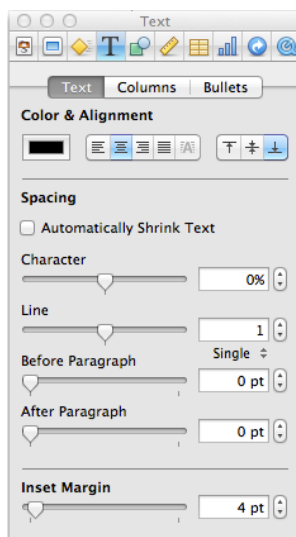 Text
Text Columns Bullets
Color & Alignment
Spacing
Automatically Shrink Text
Character
0%
Line
1
Single
Before Paragraph
0 pt
After Paragraph
0 pt
Inset Margin
4 pt